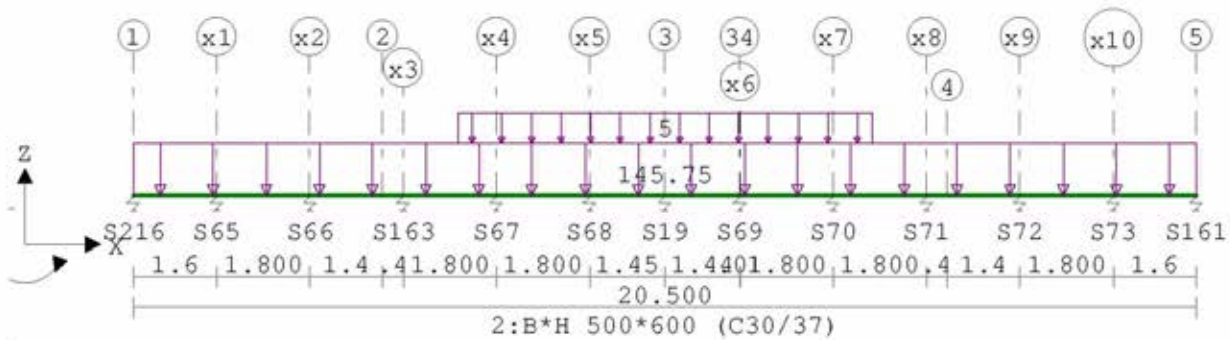 1 x1 x2 2 x4 x5 3 34 x7 x8 x9 x10 5
x3 x6 4
5
Z
145.75
X
S216 S65 S66 S163 S67 S68 S19 S69 S70 S71 S72 S73 S161
1.6 1.800 1.4 .4 1.800 1.800 1.45 1.800 1.800 .4 1.4 1.800 1.6
20.500
2:B*H 500*600 (C30/37)